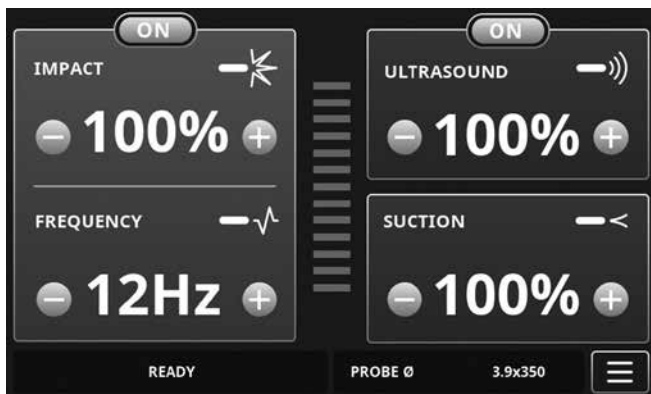 ON
IMPACT
100%
FREQUENCY
12Hz
ON
ULTRASOUND
100%
SUCTION
100%
READY
PROBE Ø 3.9x350